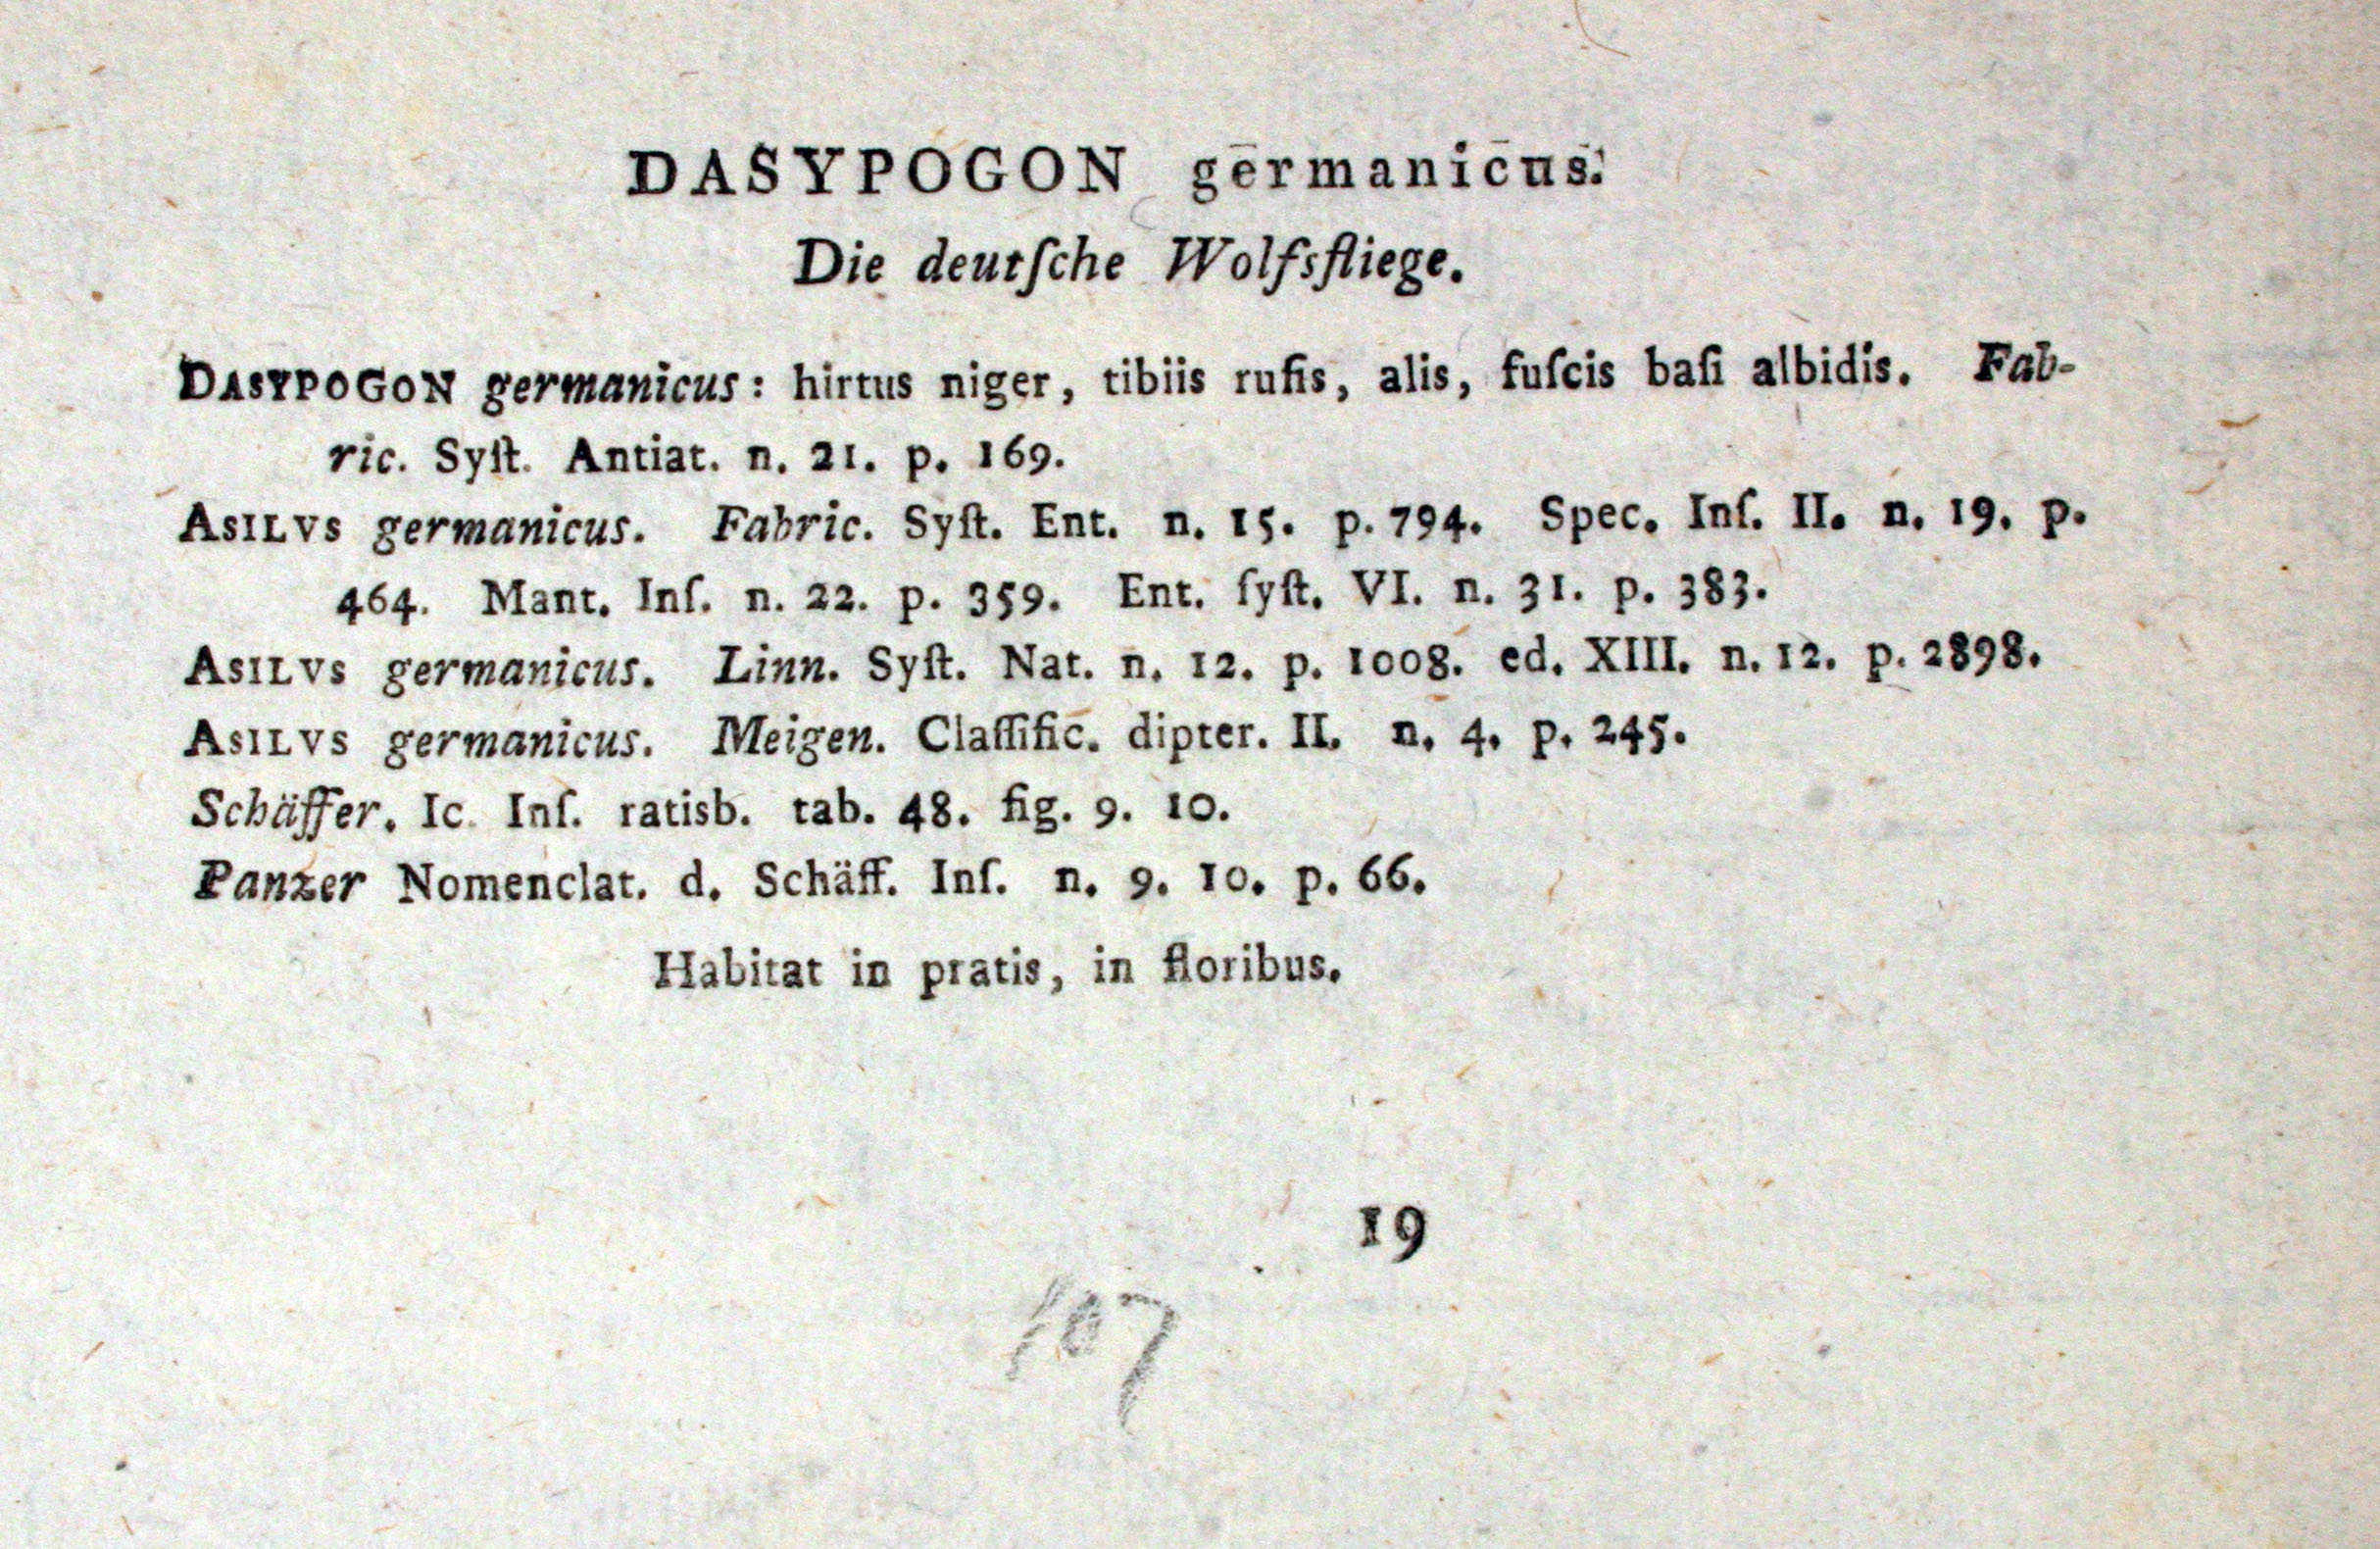 DASYPOGON germanicus.
Die deutſche Wolfsfliege.
DASYPOGON germanicus: hirtus niger, tibiis rufis, alis, fuſcis baſi albidis. Fab-
ric. Syſt. Antiat. n. 21. p. 169.
ASILVS germanicus. Fabric. Syſt. Ent. n. 15. p. 794. Spec. Inſ. II. n. 19. p.
464. Mant. Inſ. n. 22. p. 359. Ent. ſyſt. VI. n. 31. p. 383.
ASILVS germanicus. Linn. Syſt. Nat. n. 12. p. 1008. ed. XIII. n. 12. p. 2898.
ASILVS germanicus. Meigen. Claſſific. dipter. II. n. 4. p. 245.
Schäffer. Ic. Inſ. ratisb. tab. 48. fig. 9. 10.
Panzer Nomenclat. d. Schäff. Inſ. n. 9. 10. p. 66.
Habitat in pratis, in floribus.
19
107